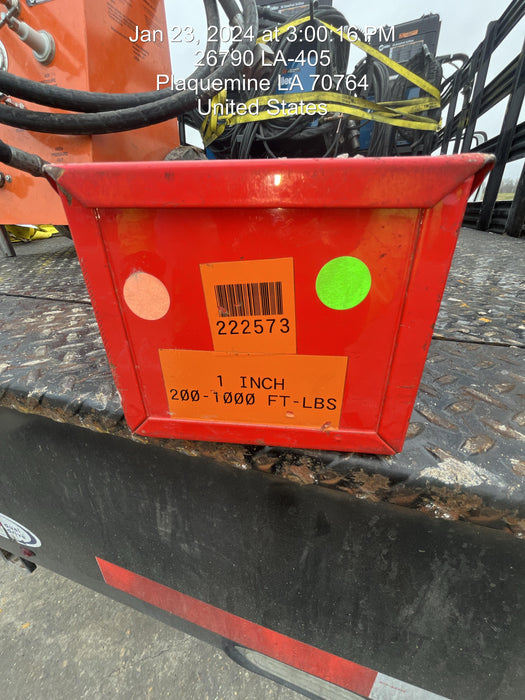 Jan 23, 2024 at 3:00:16 PM
26790 LA-405
Plaquemine LA 70764
United States
222573
1 INCH
200-1000 FT-LBS